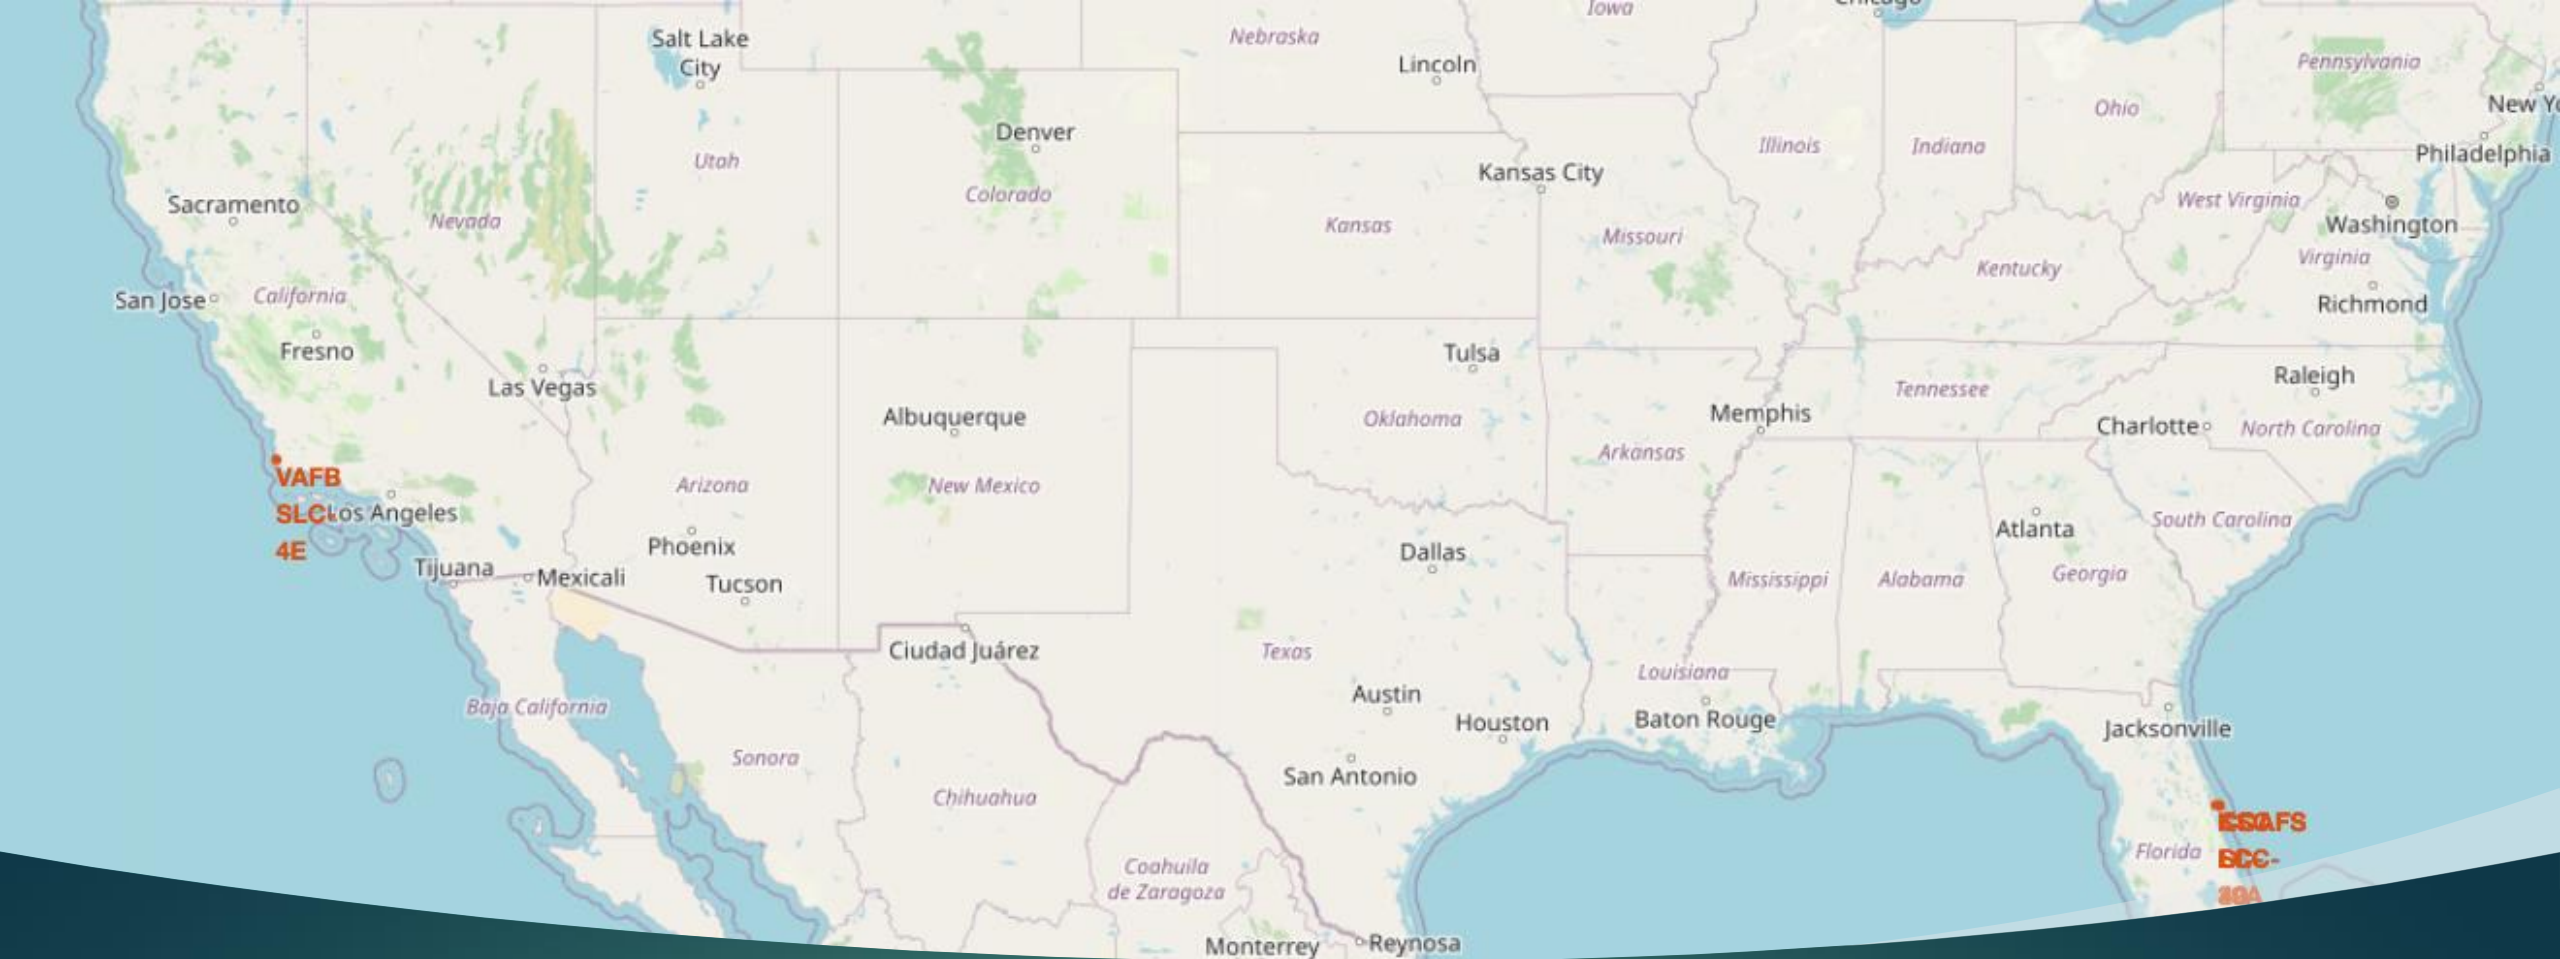 Iowa
Chicago
Salt Lake
City
Nebraska
Lincoln
Pennsylvania
Ohio
New Yo
Denver
Utah
Colorado
Illinois
Indiana
Philadelphia
Kansas City
Sacramento
Nevada
Kansas
Missouri
West Virginia
Washington
Virginia
Kentucky
San Jose
California
Richmond
Fresno
Las Vegas
Tulsa
Raleigh
Albuquerque
Oklahoma
Memphis
Tennessee
Charlotte
North Carolina
Arkansas
VAFB
SLC-
4E
Los Angeles
Arizona
New Mexico
Phoenix
Dallas
Atlanta
South Carolina
Tijuana
Mexicali
Tucson
Mississippi
Alabama
Georgia
Ciudad Juárez
Texas
Louisiana
Baja California
Austin
Houston
Baton Rouge
Jacksonville
Sonora
San Antonio
Chihuahua
Florida
Coahuila
de Zaragoza
Monterrey
Reynosa